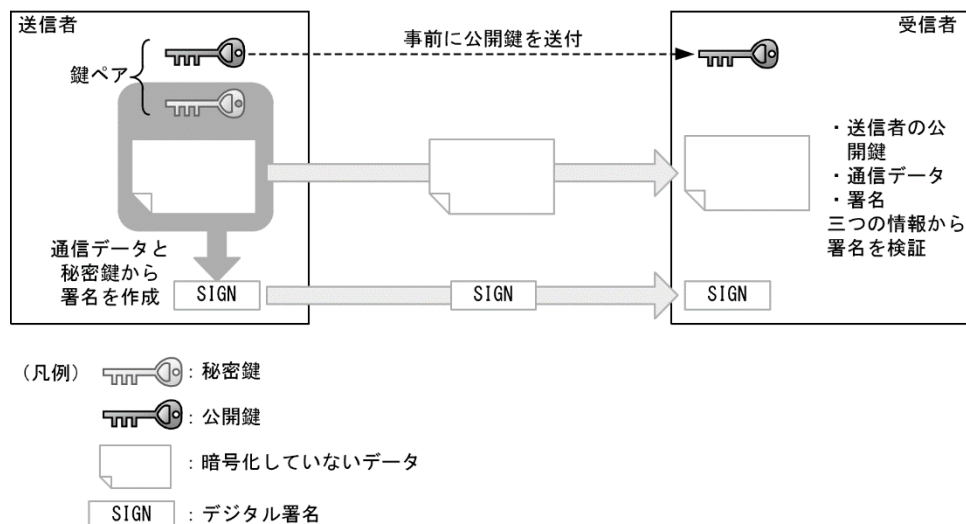 送信者
受信者
事前に公開鍵を送付
鍵ペア
・送信者の公
開鍵
・通信データ
・署名
三つの情報から
署名を検証
通信データと
秘密鍵から
署名を作成
SIGN
SIGN
SIGN
(凡例)
：秘密鍵
：公開鍵
：暗号化していないデータ
SIGN ：デジタル署名